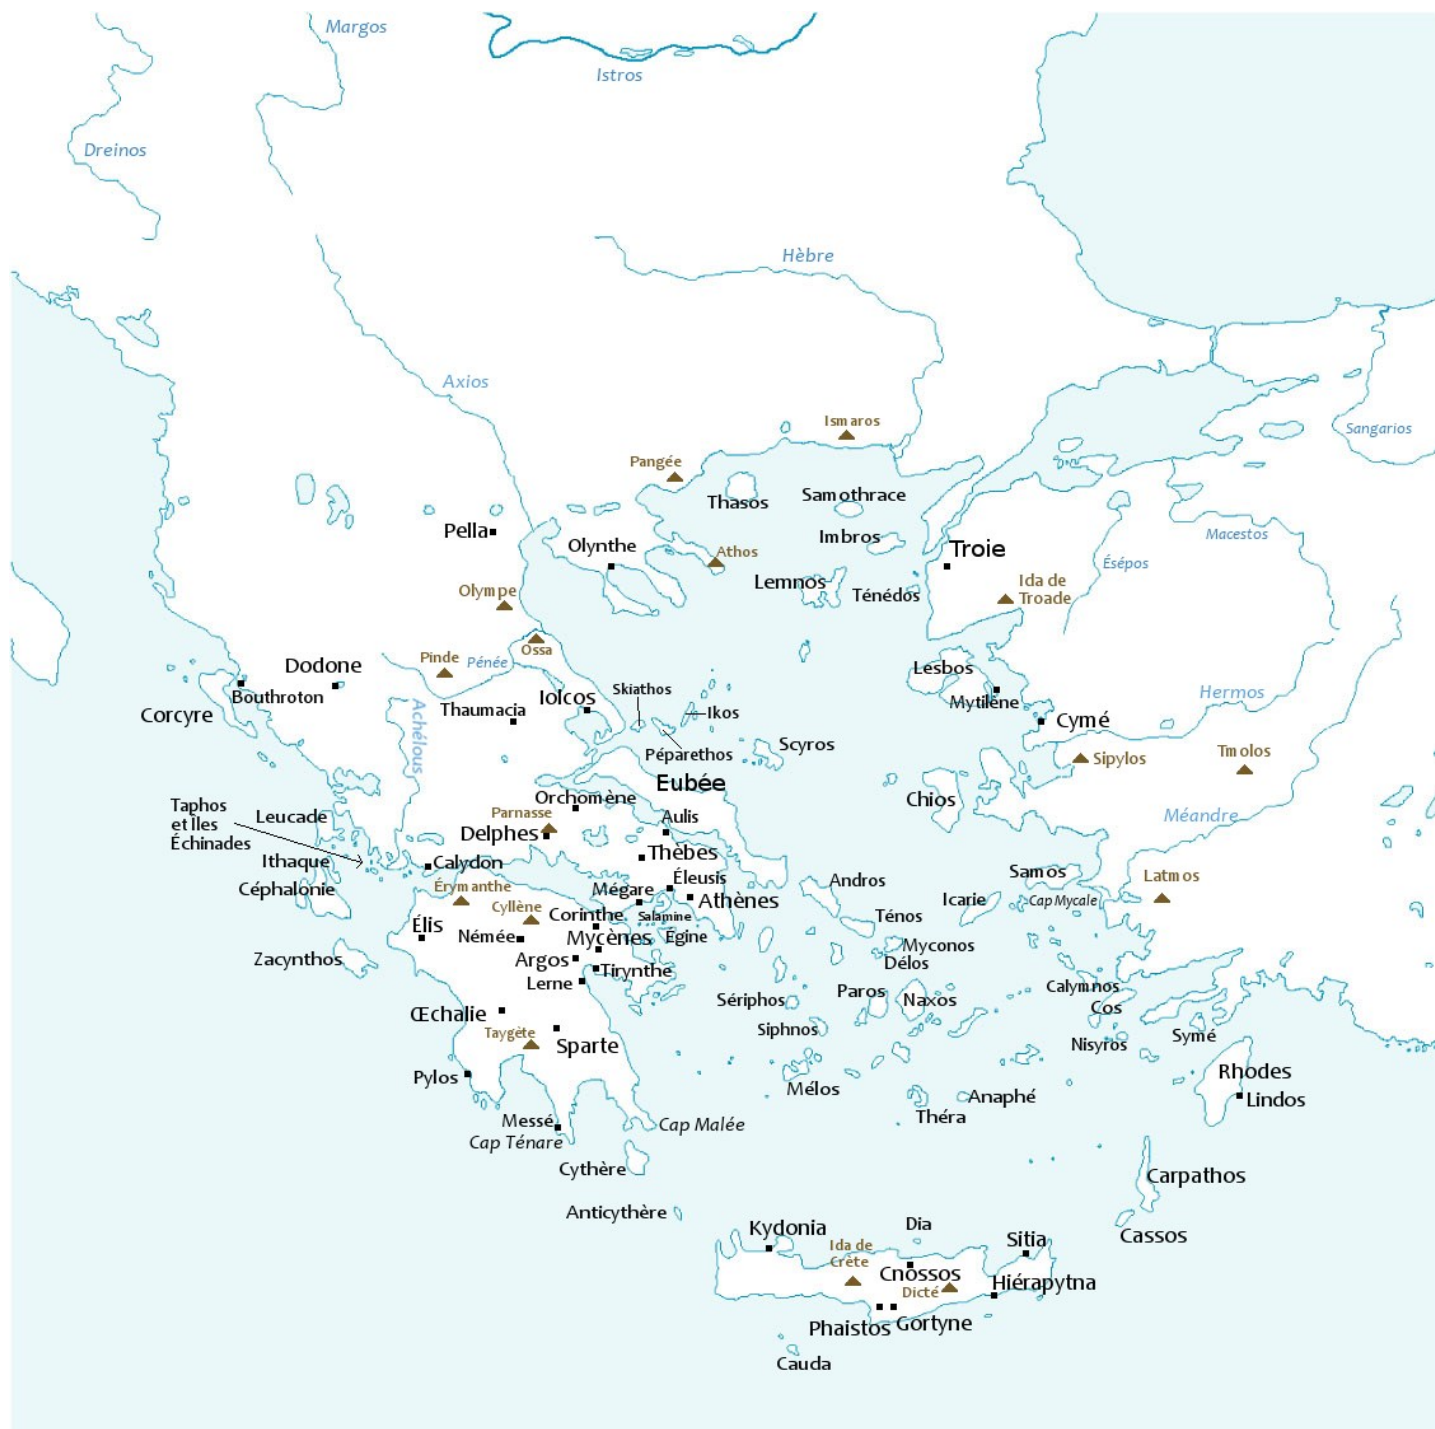 Margos
Istros
Dreinos
Hèbre
Axios
Ismaros
Sangarios
Pangée
Thasos
Samothrace
Pella
Olynthe
Athos
Imbros
Troie
Macestos
Ésépos
Olympe
Lemnos
Ténédos
Ida de
Troade
Ossa
Pinde
Pénée
Dodone
Lesbos
Bouthroton
Iolcos
Skiathos
Mytilène
Hermos
Corcyre
Achéloüs
Thaumacia
Ikos
Cymé
Péparethos
Scyros
Sipylos
Tmolos
Eubée
Taphos
et Îles
Échinades
Leucade
Orchomène
Chios
Parnasse
Delphes
Aulis
Méandre
Thèbes
Ithaque
Calydon
Éleusis
Samos
Latmos
Céphalonie
Érymanthe
Mégare
Athènes
Andros
Icarie
Cap Mycale
Cyllène
Corinthe
Salamine
Ténos
Élis
Némée
Mycènes
Egine
Myconos
Zacynthos
Argos
Tirynthe
Délos
Lerne
Sériphos
Paros
Naxos
Calymnos
Cos
Œchalie
Siphnos
Taygète
Sparte
Nisyros
Symé
Pylos
Mélos
Rhodes
Anaphé
Lindos
Théra
Messé
Cap Malée
Cap Ténare
Cythère
Carpathos
Anticythère
Kydonia
Dia
Sitia
Cassos
Ida de
Crète
Cnossos
Dicté
Hiérapytna
Phaistos
Gortyne
Cauda